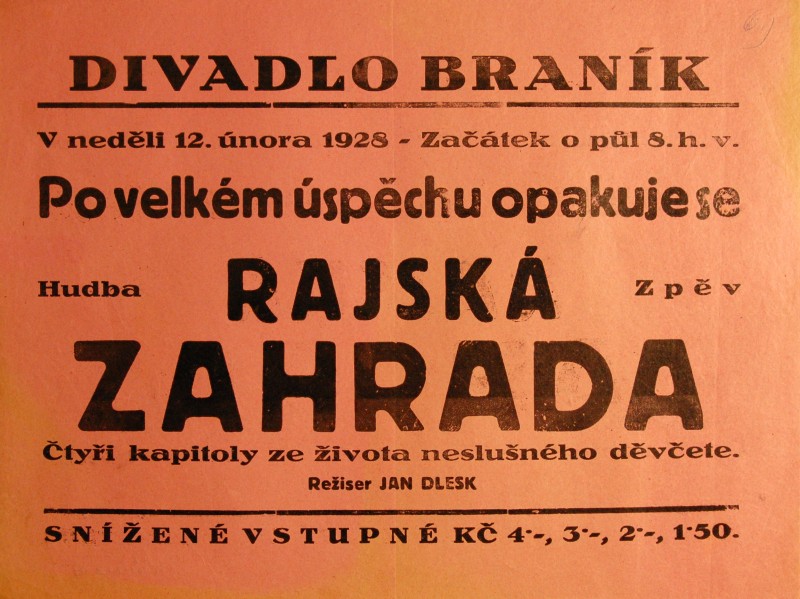 DIVADLO BRANÍK
V neděli 12. února 1928 - Začátek o půl 8. h. v.
Po velkém úspěchu opakuje se
Hudba RAJSKÁ Zpěv
ZAHRADA
Čtyři kapitoly ze života neslušného děvčete.
Režiser JAN DLESK
SNÍŽENÉ VSTUPNÉ KČ 4·-, 3·-, 2·-, 1·50.